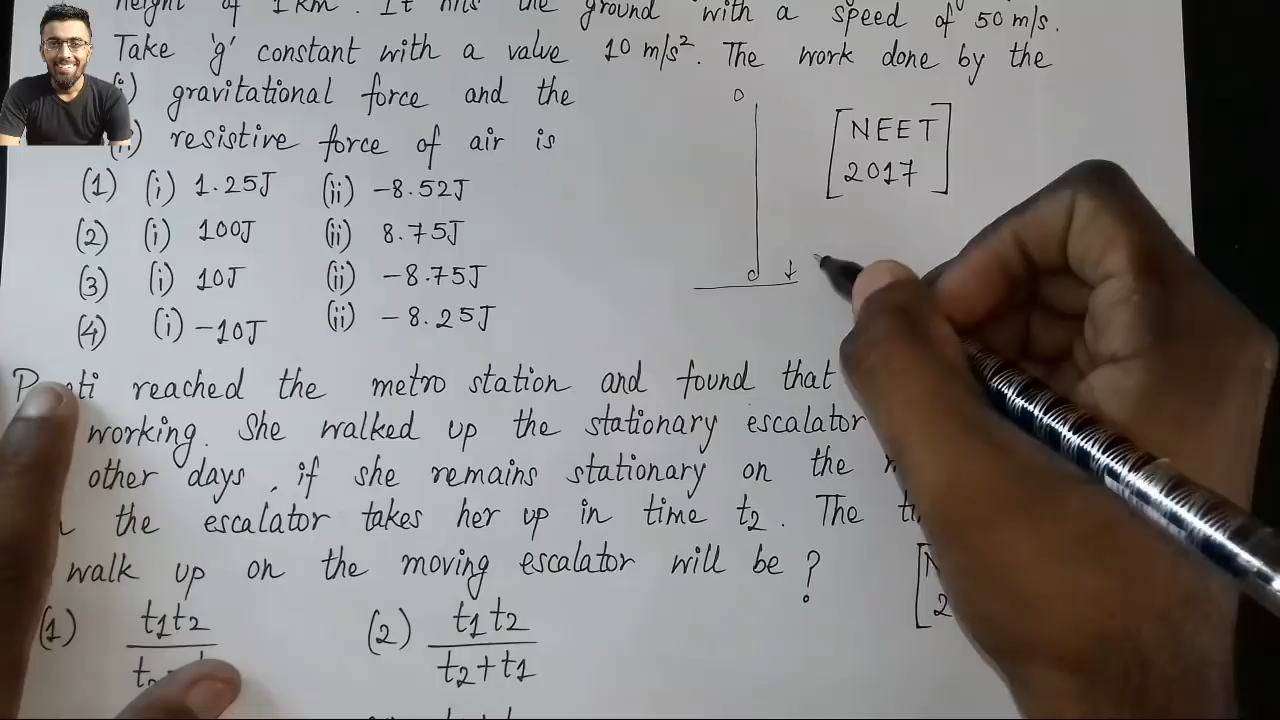 height of 1 km. It hits the ground with a speed of 50 m/s.
Take 'g' constant with a value 10 m/s². The work done by the
(i) gravitational force and the
(ii) resistive force of air is
[NEET
2017]
(1) (i) 1.25J (ii) -8.52J
(2) (i) 100J (ii) 8.75J
(3) (i) 10J (ii) -8.75J
(4) (i) -10J (ii) -8.25J
reached the metro station and found that
working. She walked up the stationary escalator
other days, if she remains stationary on the
the escalator takes her up in time t₂. The
walk up on the moving escalator will be ?
(1) t₁t₂ (2) t₁t₂
t₂+t₁